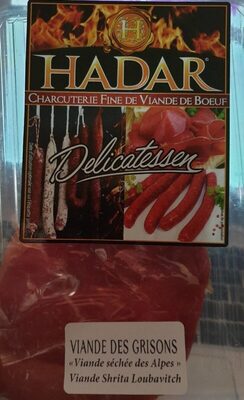 H
HADAR
CHARCUTERIE FINE DE VIANDE DE BOEUF
Delicatessen
VIANDE DES GRISONS
«Viande séchée des Alpes »
Viande Shrita Loubavitch